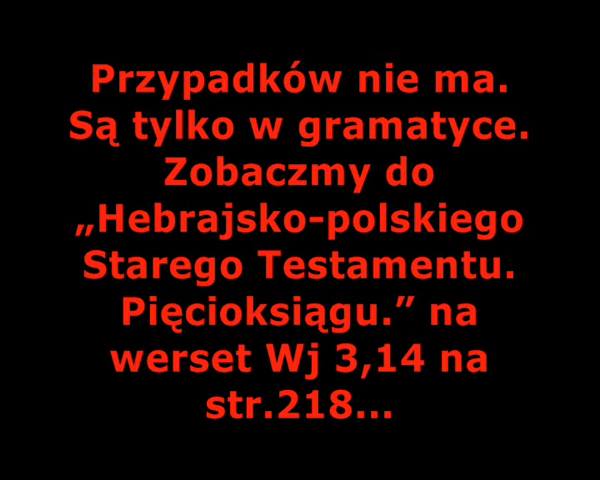 Przypadków nie ma.
Są tylko w gramatyce.
Zobaczmy do
„Hebrajsko-polskiego
Starego Testamentu.
Pięcioksiągu.” na
werset Wj 3,14 na
str.218...